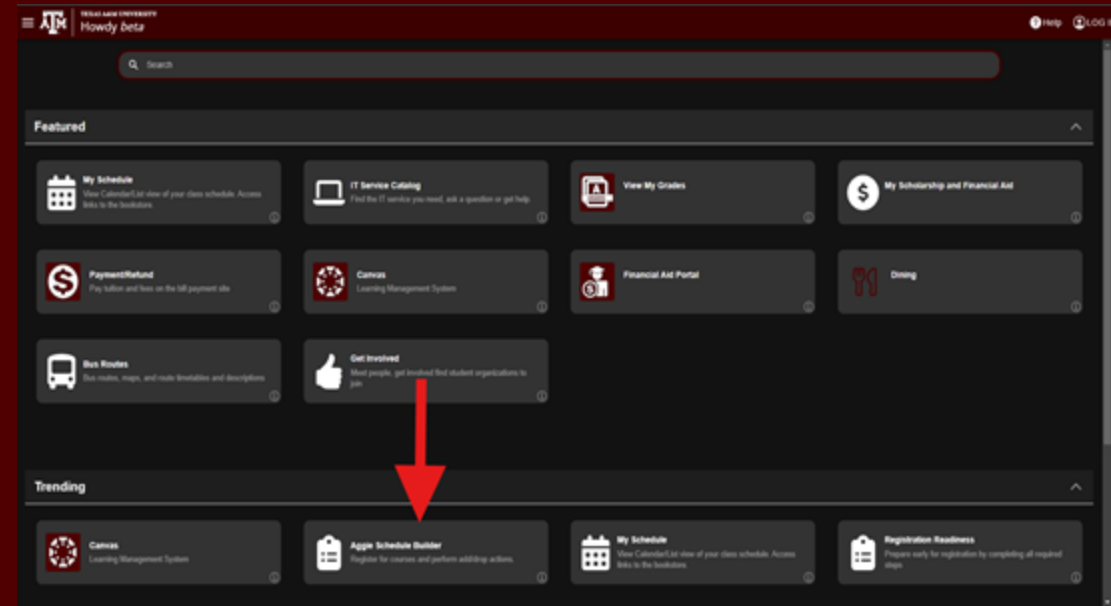 TEXAS A&M UNIVERSITY
Howdy beta
Help
LOG I
Search
Featured
My Schedule
View Calendar/List view of your class schedule. Access
links to the bookstore.
IT Service Catalog
Find the IT service you need, ask a question or get help.
View My Grades
My Scholarship and Financial Aid
Payment/Refund
Pay tuition and fees on the bill payment site
Canvas
Learning Management System
Financial Aid Portal
Dining
Bus Routes
Bus routes, maps, and route timetables and descriptions
Get Involved
Meet people, get involved find student organizations to
join
Trending
Canvas
Learning Management System
Aggie Schedule Builder
Register for courses and perform add/drop actions.
My Schedule
View Calendar/List view of your class schedule. Access
links to the bookstore.
Registration Readiness
Prepare early for registration by completing all required
steps